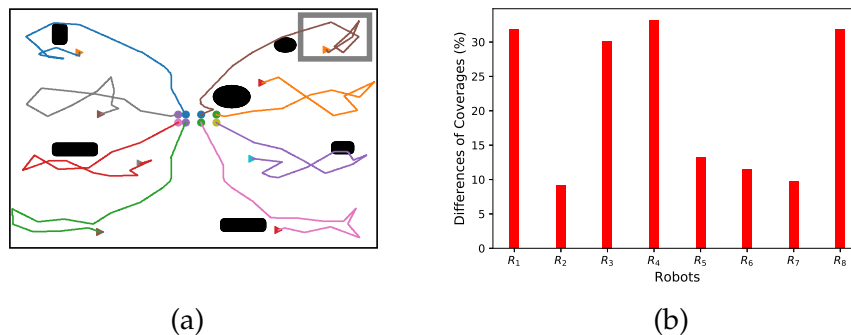 Differences of Coverages (%)
30
25
20
15
10
5
0
R1 R2 R3 R4 R5 R6 R7 R8
Robots
(a) (b)